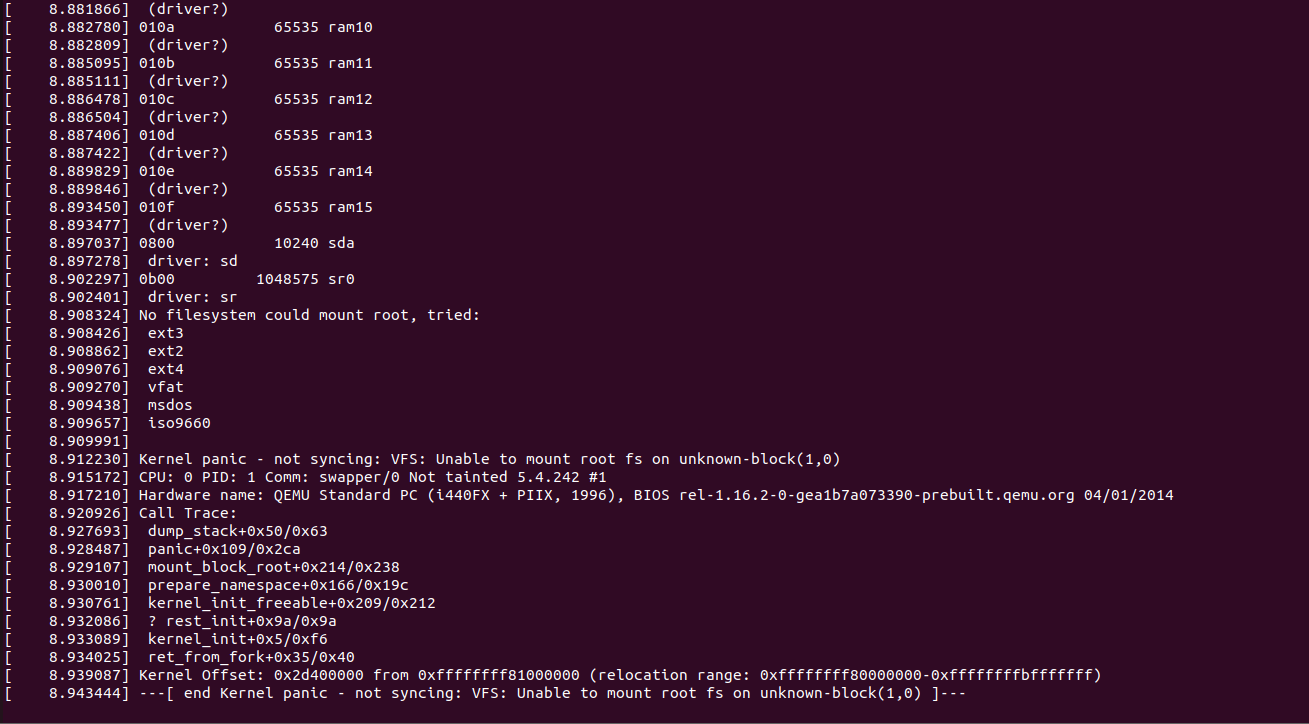 [    8.881866]  (driver?)
[    8.882780] 010a           65535 ram10
[    8.882809]  (driver?)
[    8.885095] 010b           65535 ram11
[    8.885111]  (driver?)
[    8.886478] 010c           65535 ram12
[    8.886504]  (driver?)
[    8.887406] 010d           65535 ram13
[    8.887422]  (driver?)
[    8.889829] 010e           65535 ram14
[    8.889846]  (driver?)
[    8.893450] 010f           65535 ram15
[    8.893477]  (driver?)
[    8.897037] 0800           10240 sda
[    8.897278]  driver: sd
[    8.902297] 0b00         1048575 sr0
[    8.902401]  driver: sr
[    8.908324] No filesystem could mount root, tried:
[    8.908426]  ext3
[    8.908862]  ext2
[    8.909076]  ext4
[    8.909270]  vfat
[    8.909438]  msdos
[    8.909657]  iso9660
[    8.909991]
[    8.912230] Kernel panic - not syncing: VFS: Unable to mount root fs on unknown-block(1,0)
[    8.915172] CPU: 0 PID: 1 Comm: swapper/0 Not tainted 5.4.242 #1
[    8.917210] Hardware name: QEMU Standard PC (i440FX + PIIX, 1996), BIOS rel-1.16.2-0-gea1b7a073390-prebuilt.qemu.org 04/01/2014
[    8.920926] Call Trace:
[    8.927693]  dump_stack+0x50/0x63
[    8.928487]  panic+0x109/0x2ca
[    8.929107]  mount_block_root+0x214/0x238
[    8.930010]  prepare_namespace+0x166/0x19c
[    8.930761]  kernel_init_freeable+0x209/0x212
[    8.932086]  ? rest_init+0x9a/0x9a
[    8.933089]  kernel_init+0x5/0xf6
[    8.934025]  ret_from_fork+0x35/0x40
[    8.939087] Kernel Offset: 0x2d400000 from 0xffffffff81000000 (relocation range: 0xffffffff80000000-0xffffffffbfffffff)
[    8.943444] ---[ end Kernel panic - not syncing: VFS: Unable to mount root fs on unknown-block(1,0) ]---